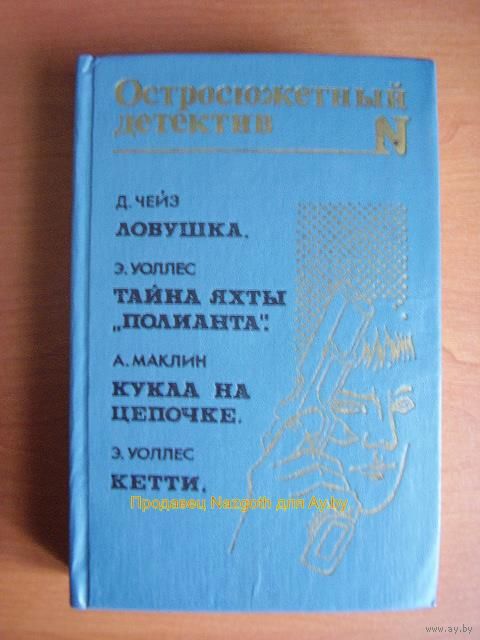 Остросюжетный
детектив
N
Д. ЧЕЙЗ
ЛОВУШКА.
Э. УОЛЛЕС
ТАЙНА ЯХТЫ
„ПОЛИАНТА“.
А. МАКЛИН
КУКЛА НА
ЦЕПОЧКЕ.
Э. УОЛЛЕС
КЕТТИ.
Продавец Nazgoth для Ay.by
www.ay.by